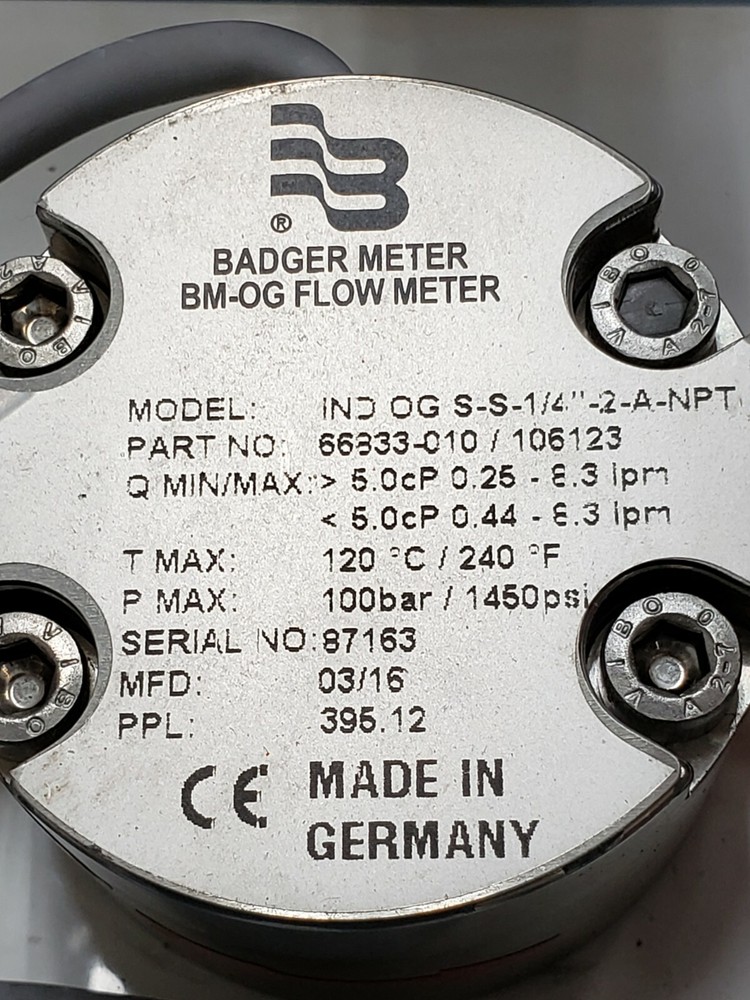 ®
BADGER METER
BM-OG FLOW METER
MODEL: IND OG S-S-1/4"-2-A-NPT
PART NO: 66833-010 / 106123
Q MIN/MAX:> 5.0cP 0.25 - 8.3 lpm
< 5.0cP 0.44 - 8.3 lpm
T MAX: 120 °C / 240 °F
P MAX: 100bar / 1450psi
SERIAL NO:87163
MFD: 03/16
PPL: 395.12
CE MADE IN
GERMANY